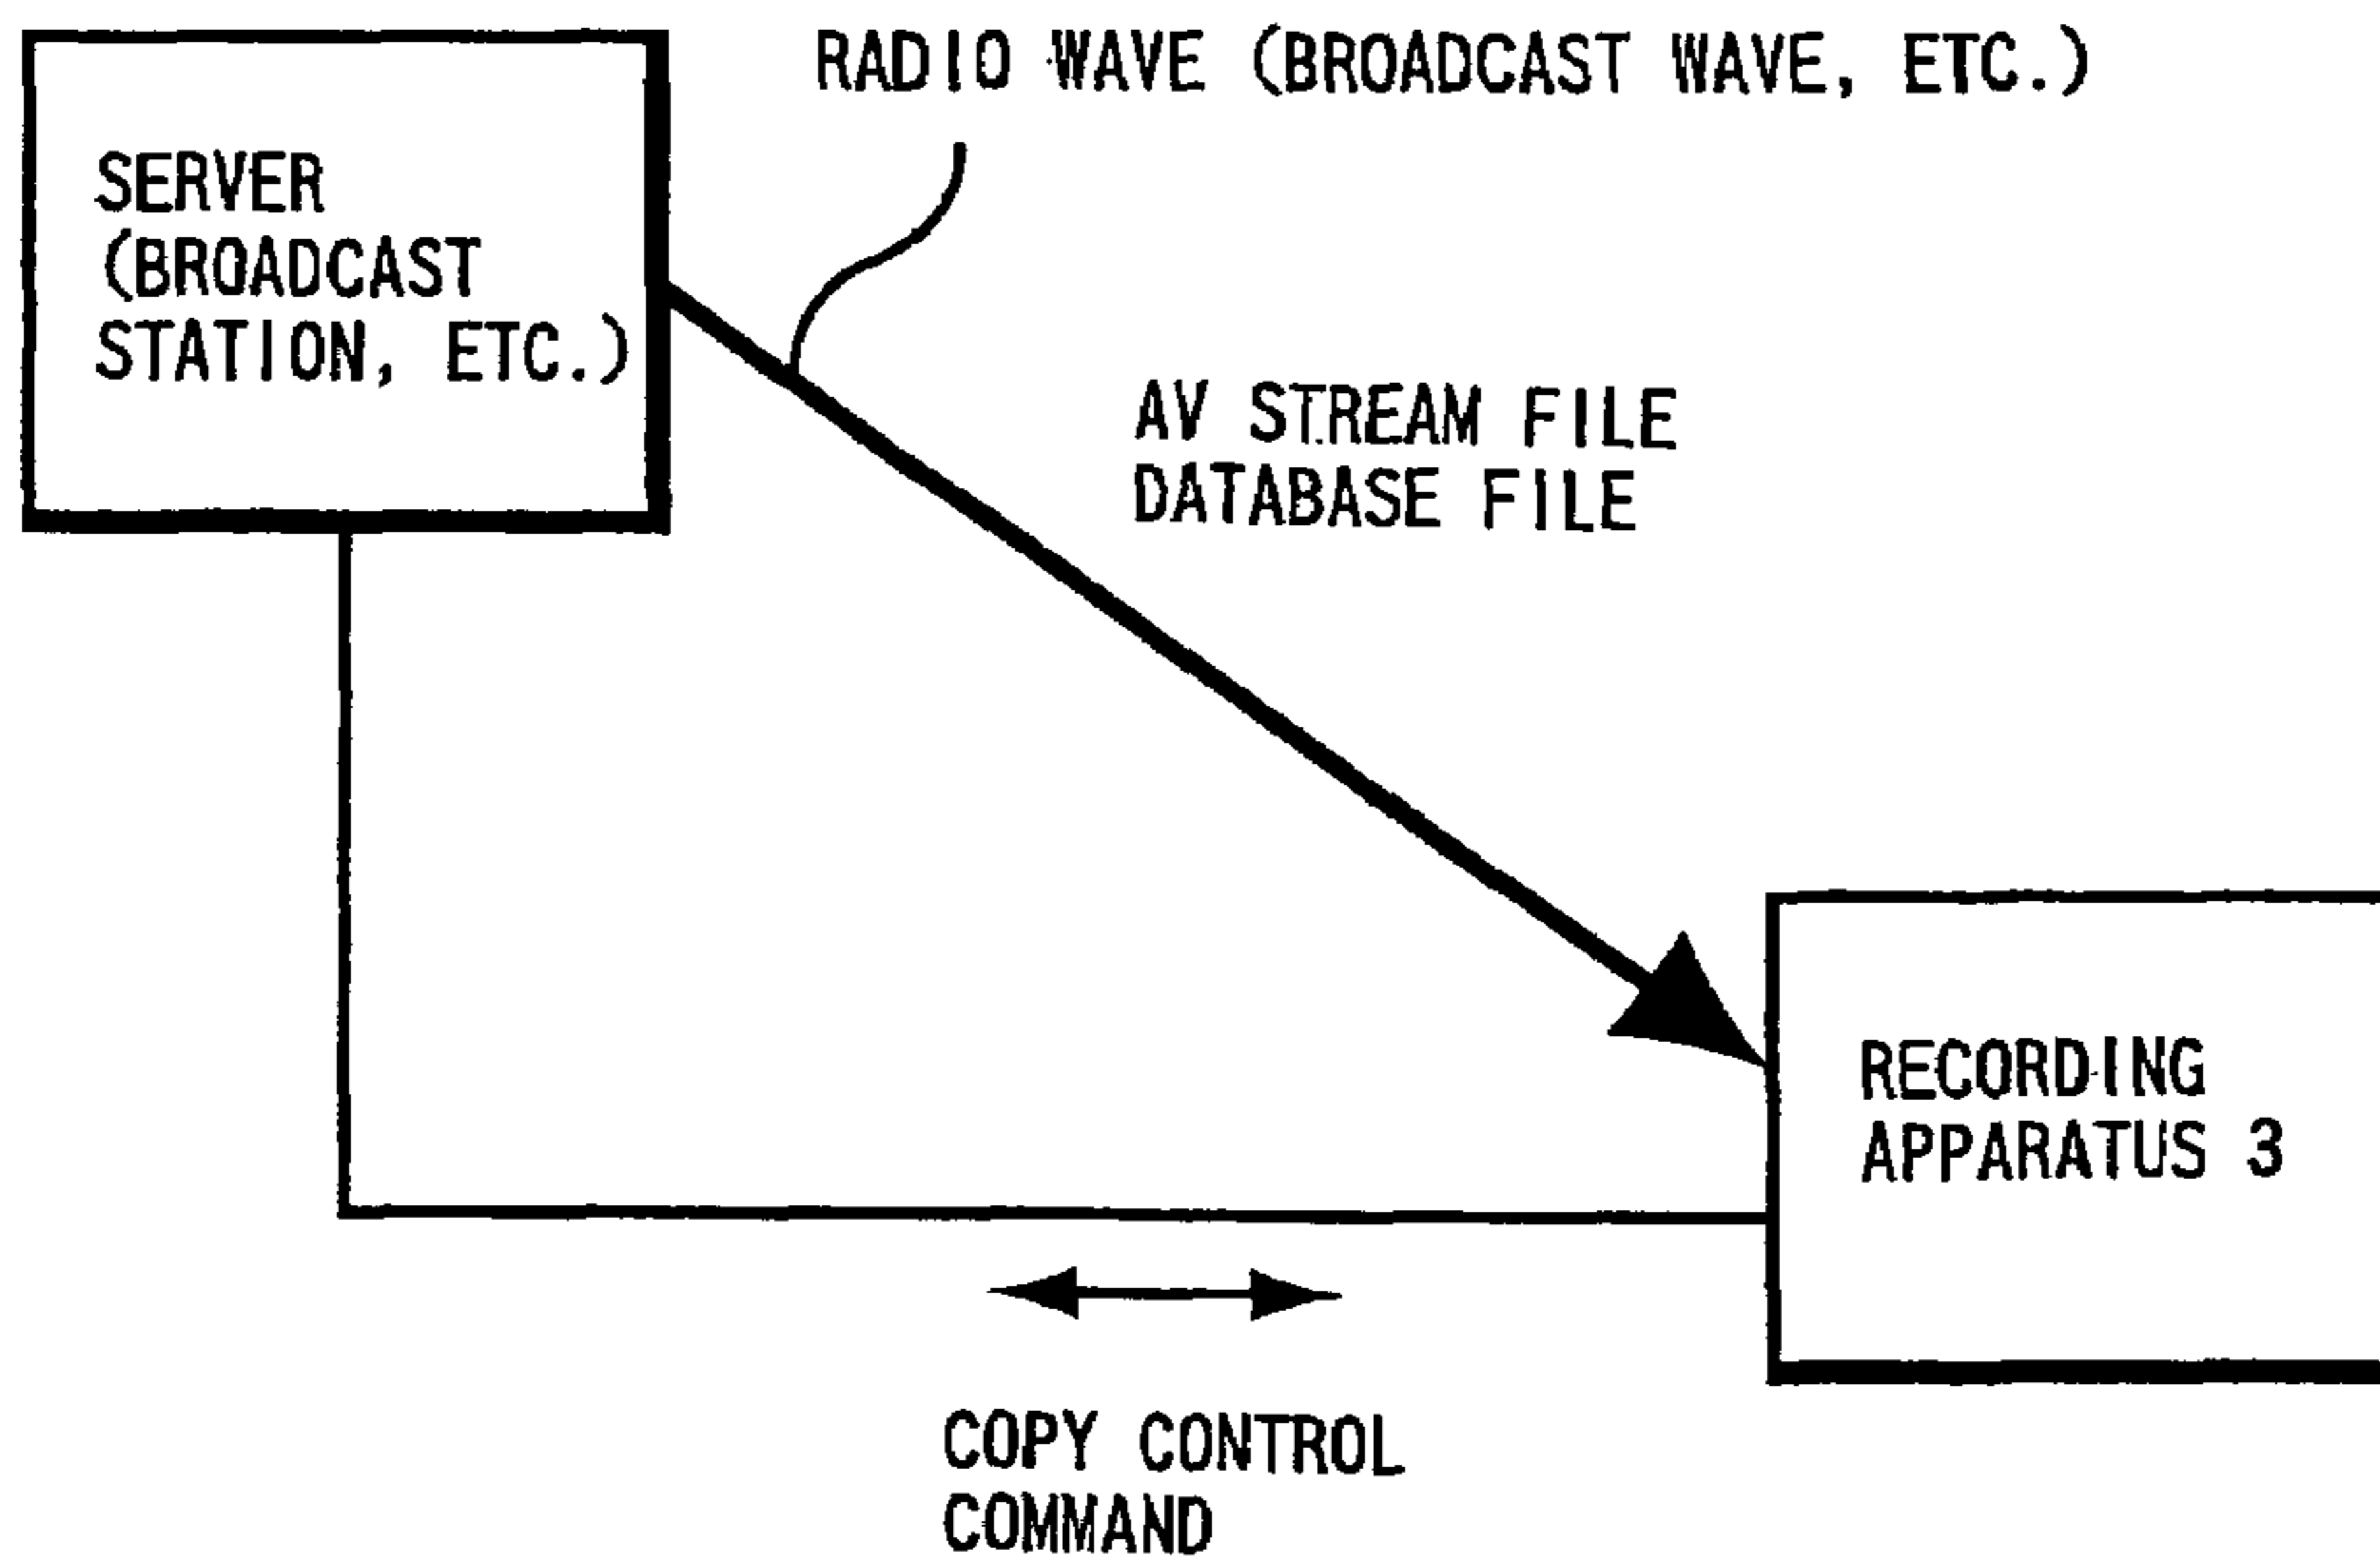 RADIO WAVE (BROADCAST WAVE, ETC.)
SERVER
(BROADCAST
STATION, ETC.)
AV STREAM FILE
DATABASE FILE
RECORDING
APPARATUS 3
COPY CONTROL
COMMAND